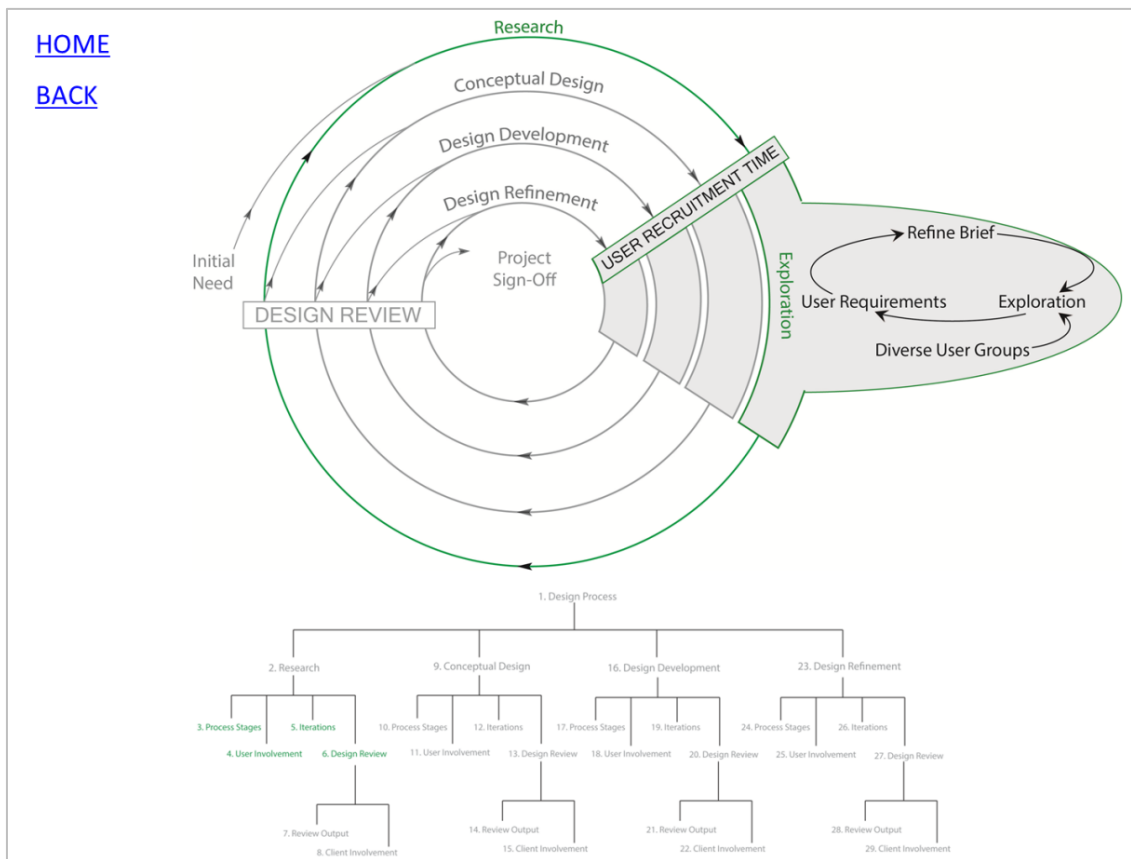 HOME
BACK
Research
Conceptual Design
Design Development
Design Refinement
USER RECRUITMENT TIME
Initial
Need
Project
Sign-Off
DESIGN REVIEW
Exploration
Refine Brief
User Requirements
Exploration
Diverse User Groups
1. Design Process
2. Research
9. Conceptual Design
16. Design Development
23. Design Refinement
3. Process Stages
5. Iterations
10. Process Stages
12. Iterations
17. Process Stages
19. Iterations
24. Process Stages
26. Iterations
4. User Involvement
6. Design Review
11. User Involvement
13. Design Review
18. User Involvement
20. Design Review
25. User Involvement
27. Design Review
7. Review Output
14. Review Output
21. Review Output
28. Review Output
8. Client Involvement
15. Client Involvement
22. Client Involvement
29. Client Involvement